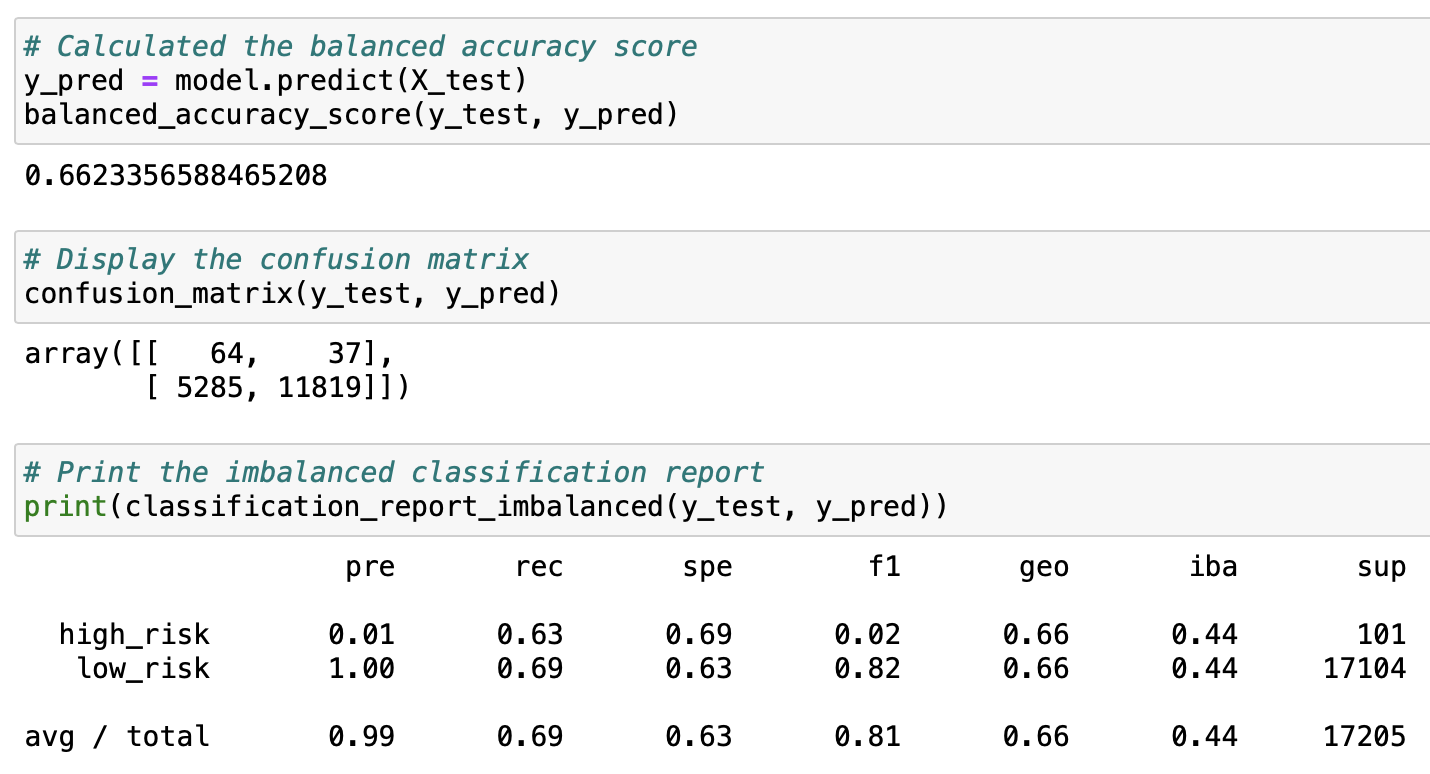 # Calculated the balanced accuracy score
y_pred = model.predict(X_test)
balanced_accuracy_score(y_test, y_pred)
0.6623356588465208
# Display the confusion matrix
confusion_matrix(y_test, y_pred)
array([[   64,    37],
       [ 5285, 11819]])
# Print the imbalanced classification report
print(classification_report_imbalanced(y_test, y_pred))
                   pre       rec       spe        f1       geo       iba       sup
  high_risk       0.01      0.63      0.69      0.02      0.66      0.44       101
   low_risk       1.00      0.69      0.63      0.82      0.66      0.44     17104
avg / total       0.99      0.69      0.63      0.81      0.66      0.44     17205